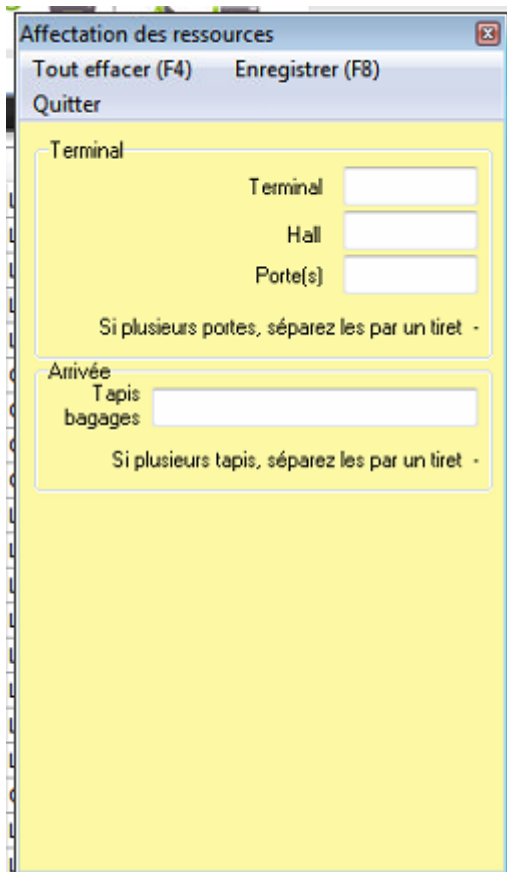 Affectation des ressources
Tout effacer (F4) Enregistrer (F8)
Quitter
Terminal
Terminal
Hall
Porte(s)
Si plusieurs portes, séparez les par un tiret -
Arrivée
Tapis
bagages
Si plusieurs tapis, séparez les par un tiret -